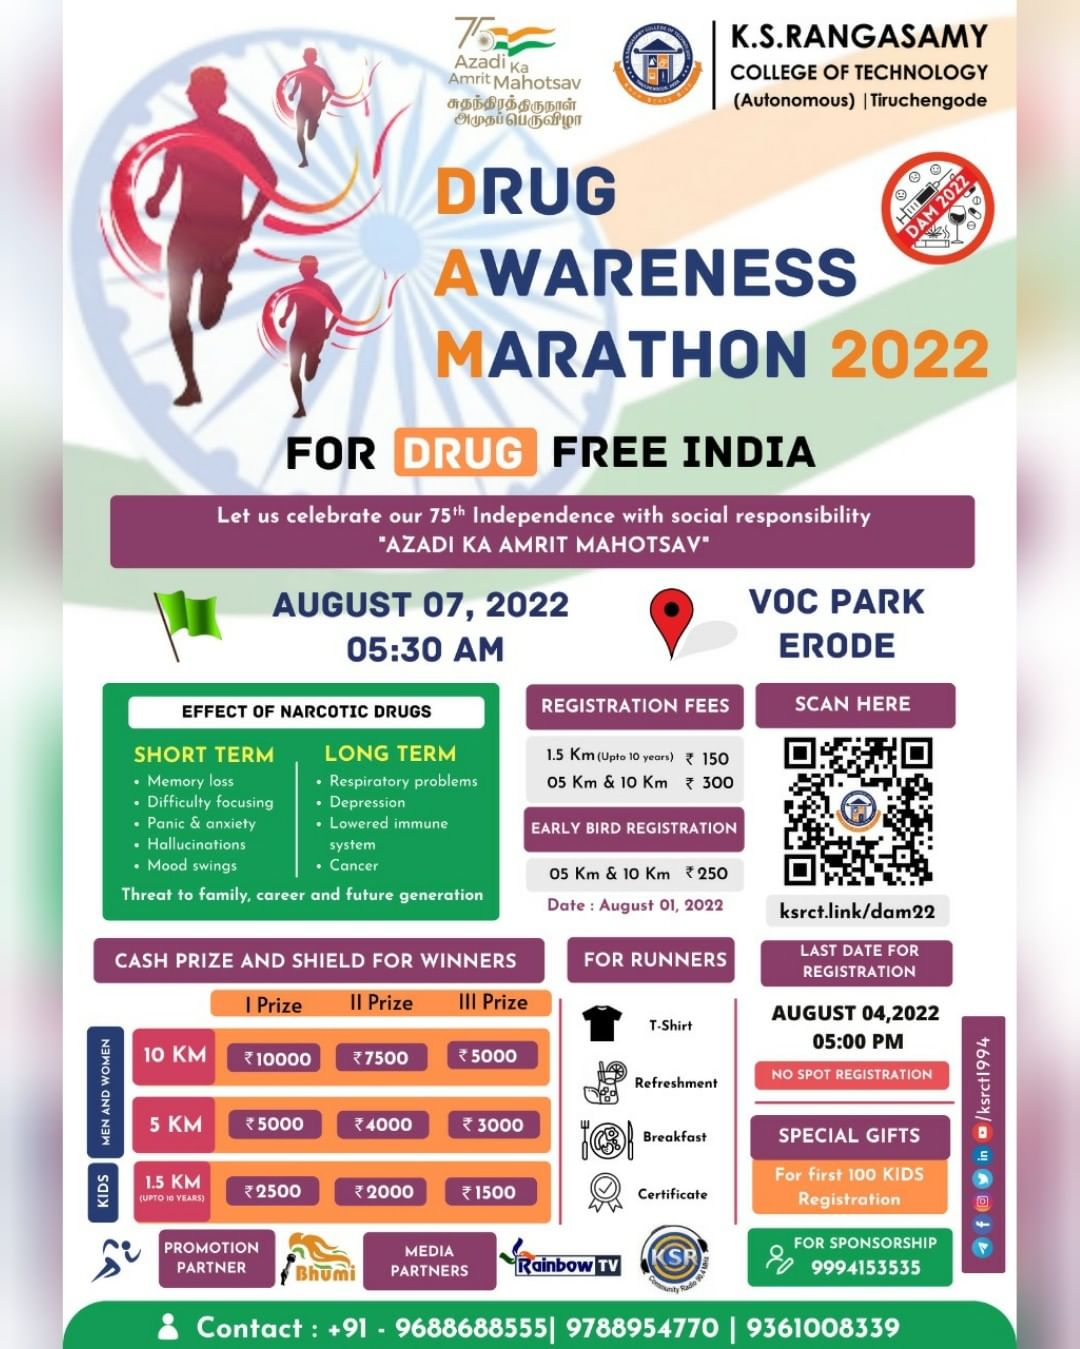 75
Azadi Ka
Amrit Mahotsav
சுதந்திரத்திருநாள்
அமுதப்பெருவிழா
K.S.RANGASAMY
COLLEGE OF TECHNOLOGY
(Autonomous) | Tiruchengode
DRUG
AWARENESS
MARATHON 2022
DAM 2022
FOR DRUG FREE INDIA
Let us celebrate our 75th Independence with social responsibility
"AZADI KA AMRIT MAHOTSAV"
AUGUST 07, 2022
05:30 AM
VOC PARK
ERODE
EFFECT OF NARCOTIC DRUGS
SHORT TERM
• Memory loss
• Difficulty focusing
• Panic & anxiety
• Hallucinations
• Mood swings
LONG TERM
• Respiratory problems
• Depression
• Lowered immune
system
• Cancer
Threat to family, career and future generation
REGISTRATION FEES
1.5 Km (Upto 10 years) ₹ 150
05 Km & 10 Km ₹ 300
EARLY BIRD REGISTRATION
05 Km & 10 Km ₹ 250
Date : August 01, 2022
SCAN HERE
ksrct.link/dam22
CASH PRIZE AND SHIELD FOR WINNERS
I Prize II Prize III Prize
MEN AND WOMEN
10 KM ₹ 10000 ₹ 7500 ₹ 5000
5 KM ₹ 5000 ₹ 4000 ₹ 3000
KIDS
1.5 KM ₹ 2500 ₹ 2000 ₹ 1500
(UPTO 10 YEARS)
FOR RUNNERS
T-Shirt
Refreshment
Breakfast
Certificate
LAST DATE FOR
REGISTRATION
AUGUST 04,2022
05:00 PM
NO SPOT REGISTRATION
SPECIAL GIFTS
For first 100 KIDS
Registration
/ksrct1994
PROMOTION
PARTNER
Bhumi
MEDIA
PARTNERS
Rainbow TV
KSR
Community Radio 90.4 MHz
FOR SPONSORSHIP
9994153535
Contact : +91 - 9688688555| 9788954770 | 9361008339